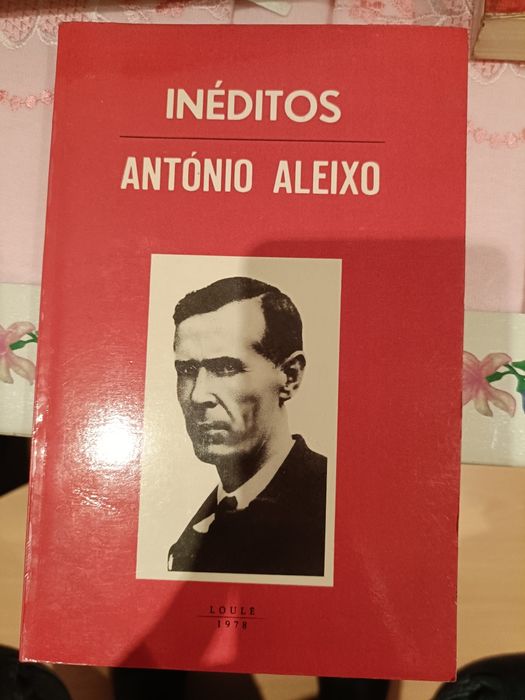 INÉDITOS
ANTÓNIO ALEIXO
LOULÉ
1978